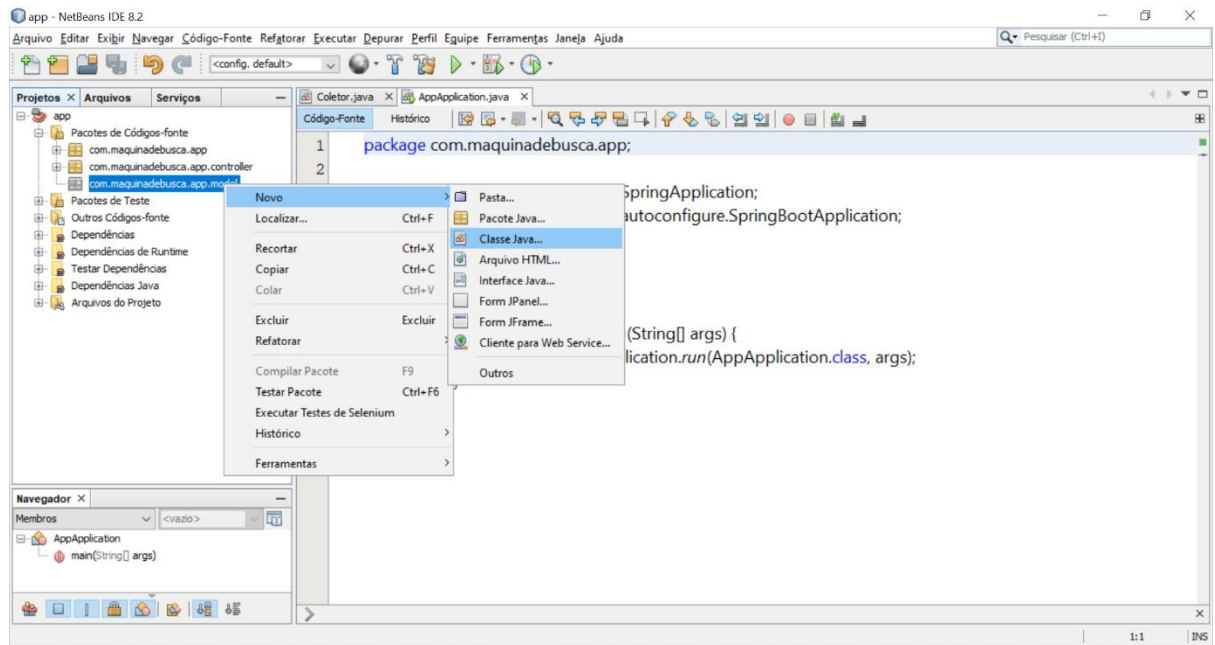 app - NetBeans IDE 8.2
Arquivo Editar Exibir Navegar Código-Fonte Refatorar Executar Depurar Perfil Equipe Ferramentas Janela Ajuda
Pesquisar (Ctrl+I)
<config. default>
Projetos Arquivos Serviços
Coletor.java AppApplication.java
app
Pacotes de Códigos-fonte
com.maquinadebusca.app
com.maquinadebusca.app.controller
com.maquinadebusca.app.model
Pacotes de Teste
Outros Códigos-fonte
Dependências
Dependências de Runtime
Testar Dependências
Dependências Java
Arquivos do Projeto
Código-Fonte Histórico
1 package com.maquinadebusca.app;
2
SpringApplication;
autoconfigure.SpringBootApplication;
(String[] args) {
lication.run(AppApplication.class, args);
Novo
Localizar... Ctrl+F
Recortar Ctrl+X
Copiar Ctrl+C
Colar Ctrl+V
Excluir Excluir
Refatorar
Compilar Pacote F9
Testar Pacote Ctrl+F6
Executar Testes de Selenium
Histórico
Ferramentas
Pasta...
Pacote Java...
Classe Java...
Arquivo HTML...
Interface Java...
Form JPanel...
Form JFrame...
Cliente para Web Service...
Outros
Navegador
Membros <vazio>
AppApplication
main(String[] args)
1:1 INS